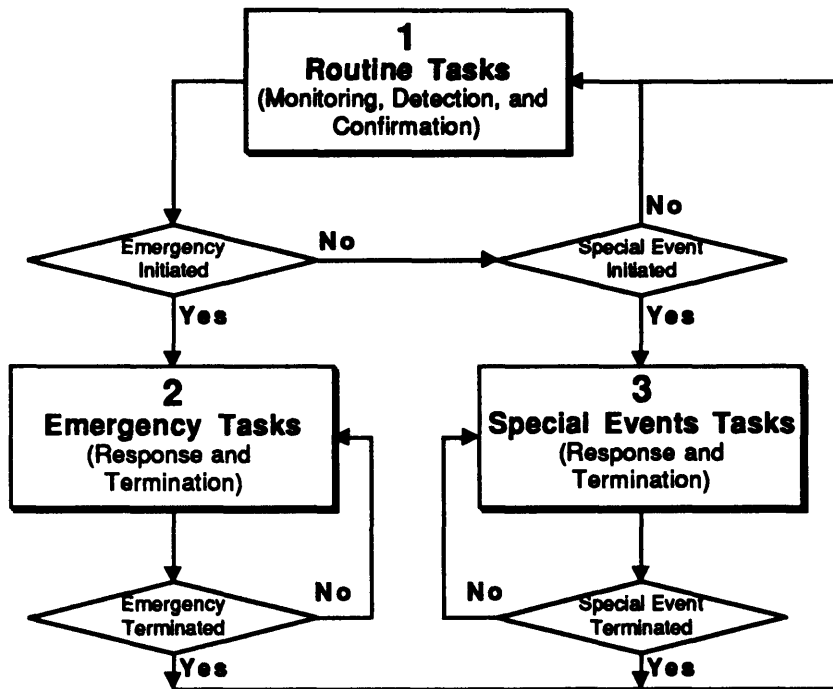 1
Routine Tasks
(Monitoring, Detection, and
Confirmation)
No
Emergency
Initiated
No
Special Event
Initiated
Yes
Yes
2
Emergency Tasks
(Response and
Termination)
3
Special Events Tasks
(Response and
Termination)
Emergency
Terminated
No
No
Special Event
Terminated
Yes
Yes